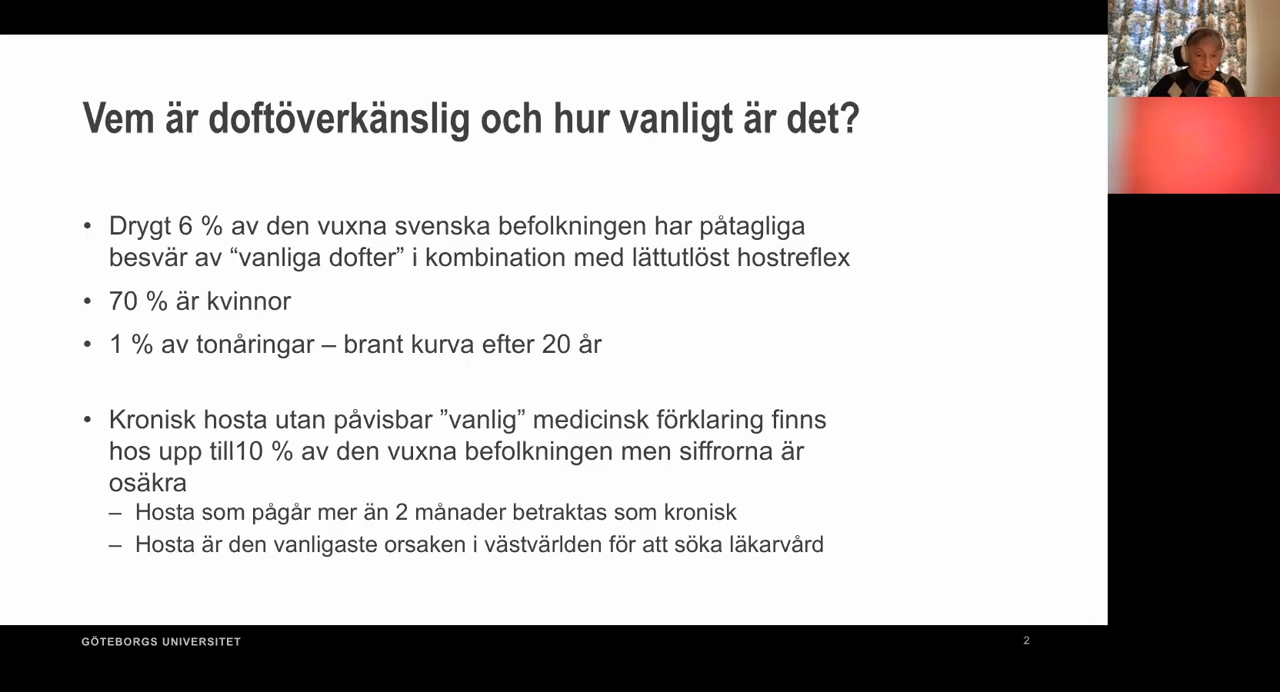 Vem är doftöverkänslig och hur vanligt är det?
• Drygt 6 % av den vuxna svenska befolkningen har påtagliga
besvär av “vanliga dofter” i kombination med lättutlöst hostreflex
• 70 % är kvinnor
• 1 % av tonåringar – brant kurva efter 20 år
• Kronisk hosta utan påvisbar ”vanlig” medicinsk förklaring finns
hos upp till10 % av den vuxna befolkningen men siffrorna är
osäkra
– Hosta som pågår mer än 2 månader betraktas som kronisk
– Hosta är den vanligaste orsaken i västvärlden för att söka läkarvård
GÖTEBORGS UNIVERSITET
2